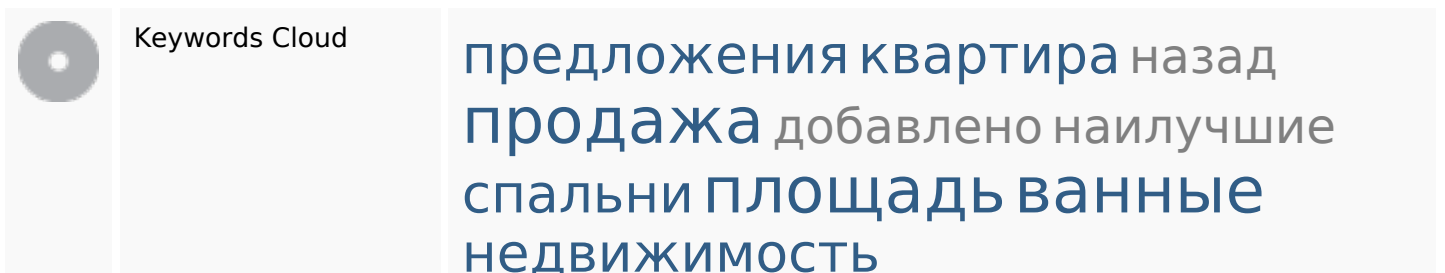 Keywords Cloud
предложения квартира назад
продажа добавлено наилучшие
спальни площадь ванные
недвижимость